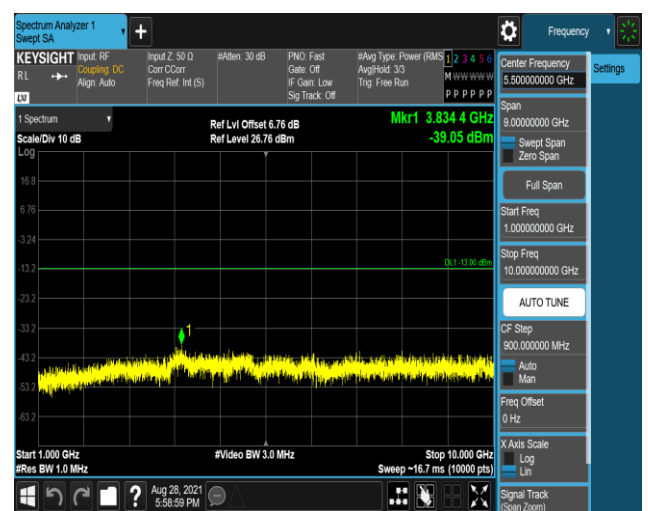 Spectrum Analyzer 1
Swept SA
+
Frequency
KEYSIGHT
RL
LXI
Input: RF
Coupling: DC
Align: Auto
Input Z: 50 Ω
Corr CCorr
Freq Ref: Int (S)
#Atten: 30 dB
PNO: Fast
Gate: Off
IF Gain: Low
Sig Track: Off
#Avg Type: Power (RMS
Avg|Hold: 3/3
Trig: Free Run
1 2 3 4 5 6
M W W W W W
P P P P P P
1 Spectrum
Scale/Div 10 dB
Log
Ref Lvl Offset 6.76 dB
Ref Level 26.76 dBm
Mkr1 3.834 4 GHz
-39.05 dBm
16.8
6.76
-3.24
-13.2
DL1 -13.00 dBm
-23.2
-33.2
1
-43.2
-53.2
-63.2
Start 1.000 GHz
#Res BW 1.0 MHz
#Video BW 3.0 MHz
Stop 10.000 GHz
Sweep ~16.7 ms (10000 pts)
?
Aug 28, 2021
5:58:59 PM
Center Frequency
5.500000000 GHz
Settings
Span
9.00000000 GHz
Swept Span
Zero Span
Full Span
Start Freq
1.000000000 GHz
Stop Freq
10.000000000 GHz
AUTO TUNE
CF Step
900.000000 MHz
Auto
Man
Freq Offset
0 Hz
X Axis Scale
Log
Lin
Signal Track
(Span Zoom)